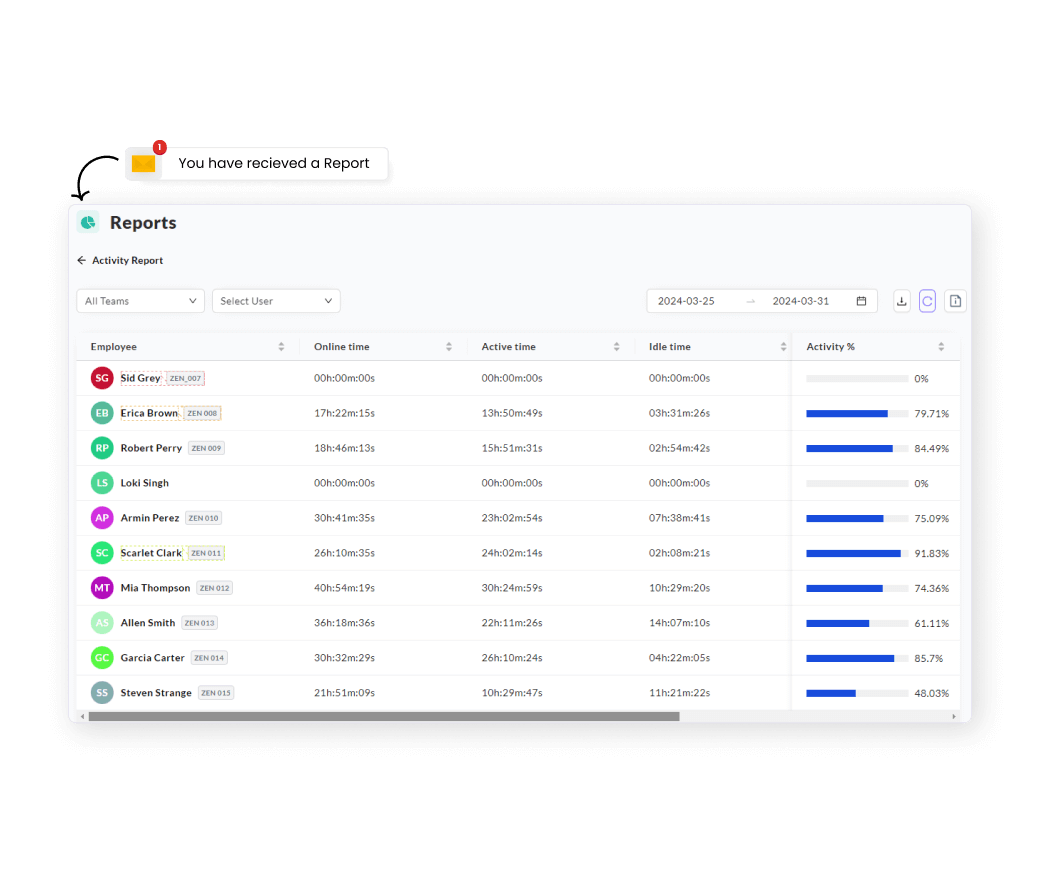 1
You have recieved a Report
Reports
Activity Report
All Teams Select User 2024-03-25 2024-03-31
Employee Online time Active time Idle time Activity %
SG Sid Grey ZEN_007 00h:00m:00s 00h:00m:00s 00h:00m:00s 0%
EB Erica Brown ZEN 008 17h:22m:15s 13h:50m:49s 03h:31m:26s 79.71%
RP Robert Perry ZEN 009 18h:46m:13s 15h:51m:31s 02h:54m:42s 84.49%
LS Loki Singh 00h:00m:00s 00h:00m:00s 00h:00m:00s 0%
AP Armin Perez ZEN 010 30h:41m:35s 23h:02m:54s 07h:38m:41s 75.09%
SC Scarlet Clark ZEN 011 26h:10m:35s 24h:02m:14s 02h:08m:21s 91.83%
MT Mia Thompson ZEN 012 40h:54m:19s 30h:24m:59s 10h:29m:20s 74.36%
AS Allen Smith ZEN 013 36h:18m:36s 22h:11m:26s 14h:07m:10s 61.11%
GC Garcia Carter ZEN 014 30h:32m:29s 26h:10m:24s 04h:22m:05s 85.7%
SS Steven Strange ZEN 015 21h:51m:09s 10h:29m:47s 11h:21m:22s 48.03%